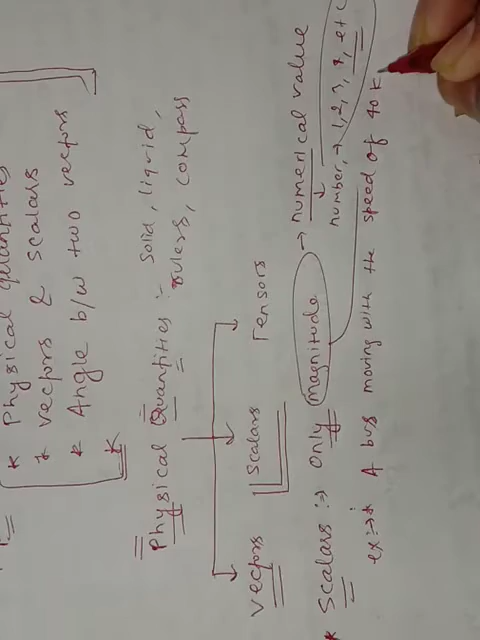 * Physical quantities
* vectors & scalars
* Angle b/w two vectors
*
Physical Quantities :- solid, liquid,
rulers, compass
vectors scalars Tensors
* Scalars :→ Only magnitude → numerical value
number, → 1, 2, 3, 4, etc
ex :→ * A bus moving with the speed of 40 K